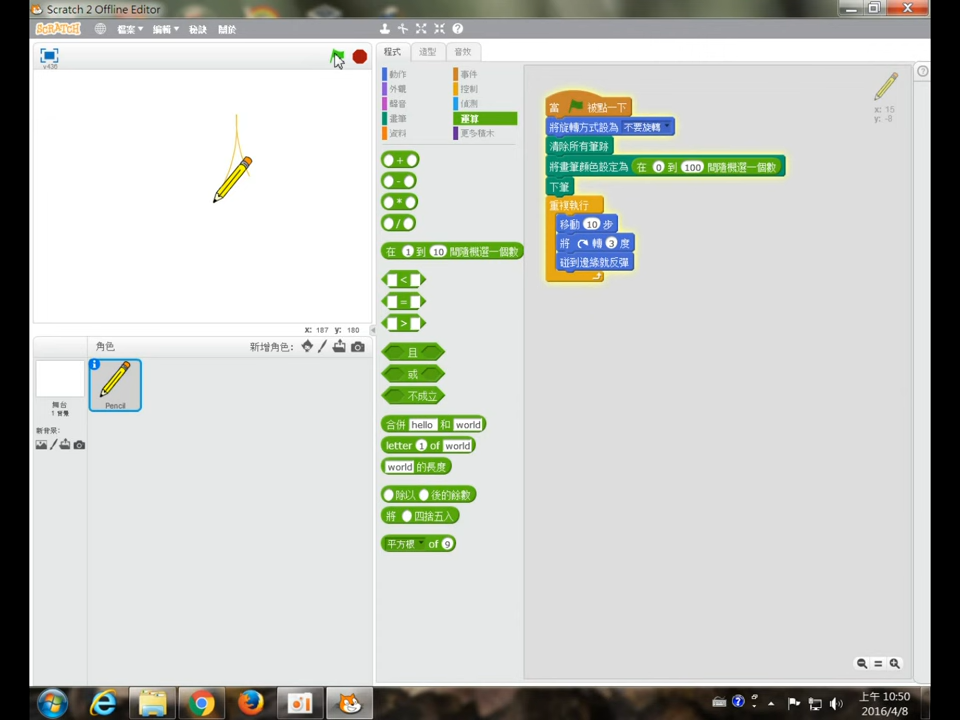 Scratch 2 Offline Editor
SCRATCH 檔案▼ 編輯▼ 秘訣 關於
v436
程式 造型 音效
動作 事件
外觀 控制
聲音 偵測
畫筆 運算
資料 更多積木
+
-
*
/
在 1 到 10 間隨機選一個數
<
=
>
且
或
不成立
合併 hello 和 world
letter 1 of world
world 的長度
除以 後的餘數
將 四捨五入
平方根 of 9
當 被點一下
將旋轉方式設為 不要旋轉
清除所有筆跡
將畫筆顏色設定為 在 0 到 100 間隨機選一個數
下筆
重複執行
移動 10 步
將 轉 3 度
碰到邊緣就反彈
x: 15
y: -8
x: 187 y: 180
角色 新增角色:
Pencil
舞台
1 背景
新背景:
上午 10:50
2016/4/8